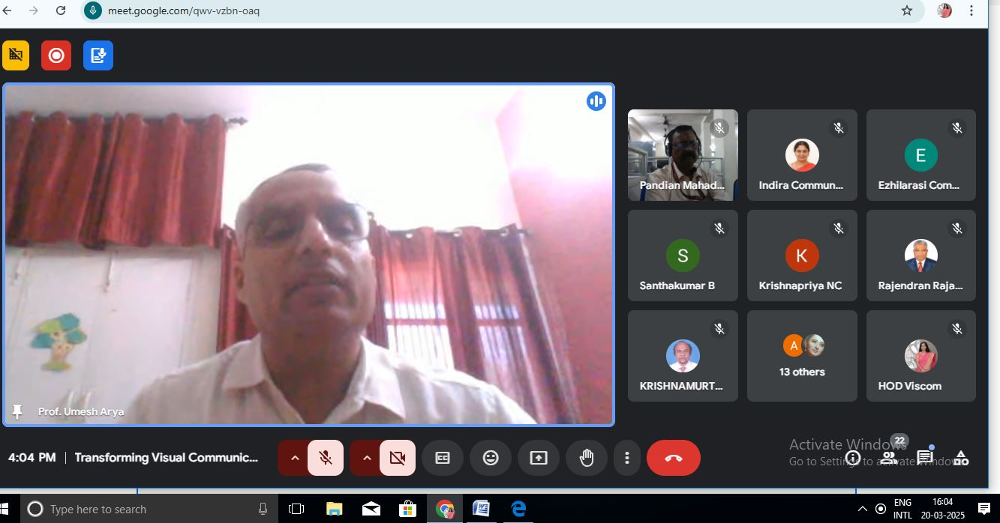 meet.google.com/qwv-vzbn-oaq
Pandian Mahad...
Indira Commun...
E
Ezhilarasi Com...
S
Santhakumar B
K
Krishnapriya NC
Rajendran Raja...
KRISHNAMURT...
A
13 others
HOD Viscom
Prof. Umesh Arya
4:04 PM | Transforming Visual Communic...
CC
22
Activate Windows
Go to Settings to activate Windows.
Type here to search
W
ENG
INTL
16:04
20-03-2025